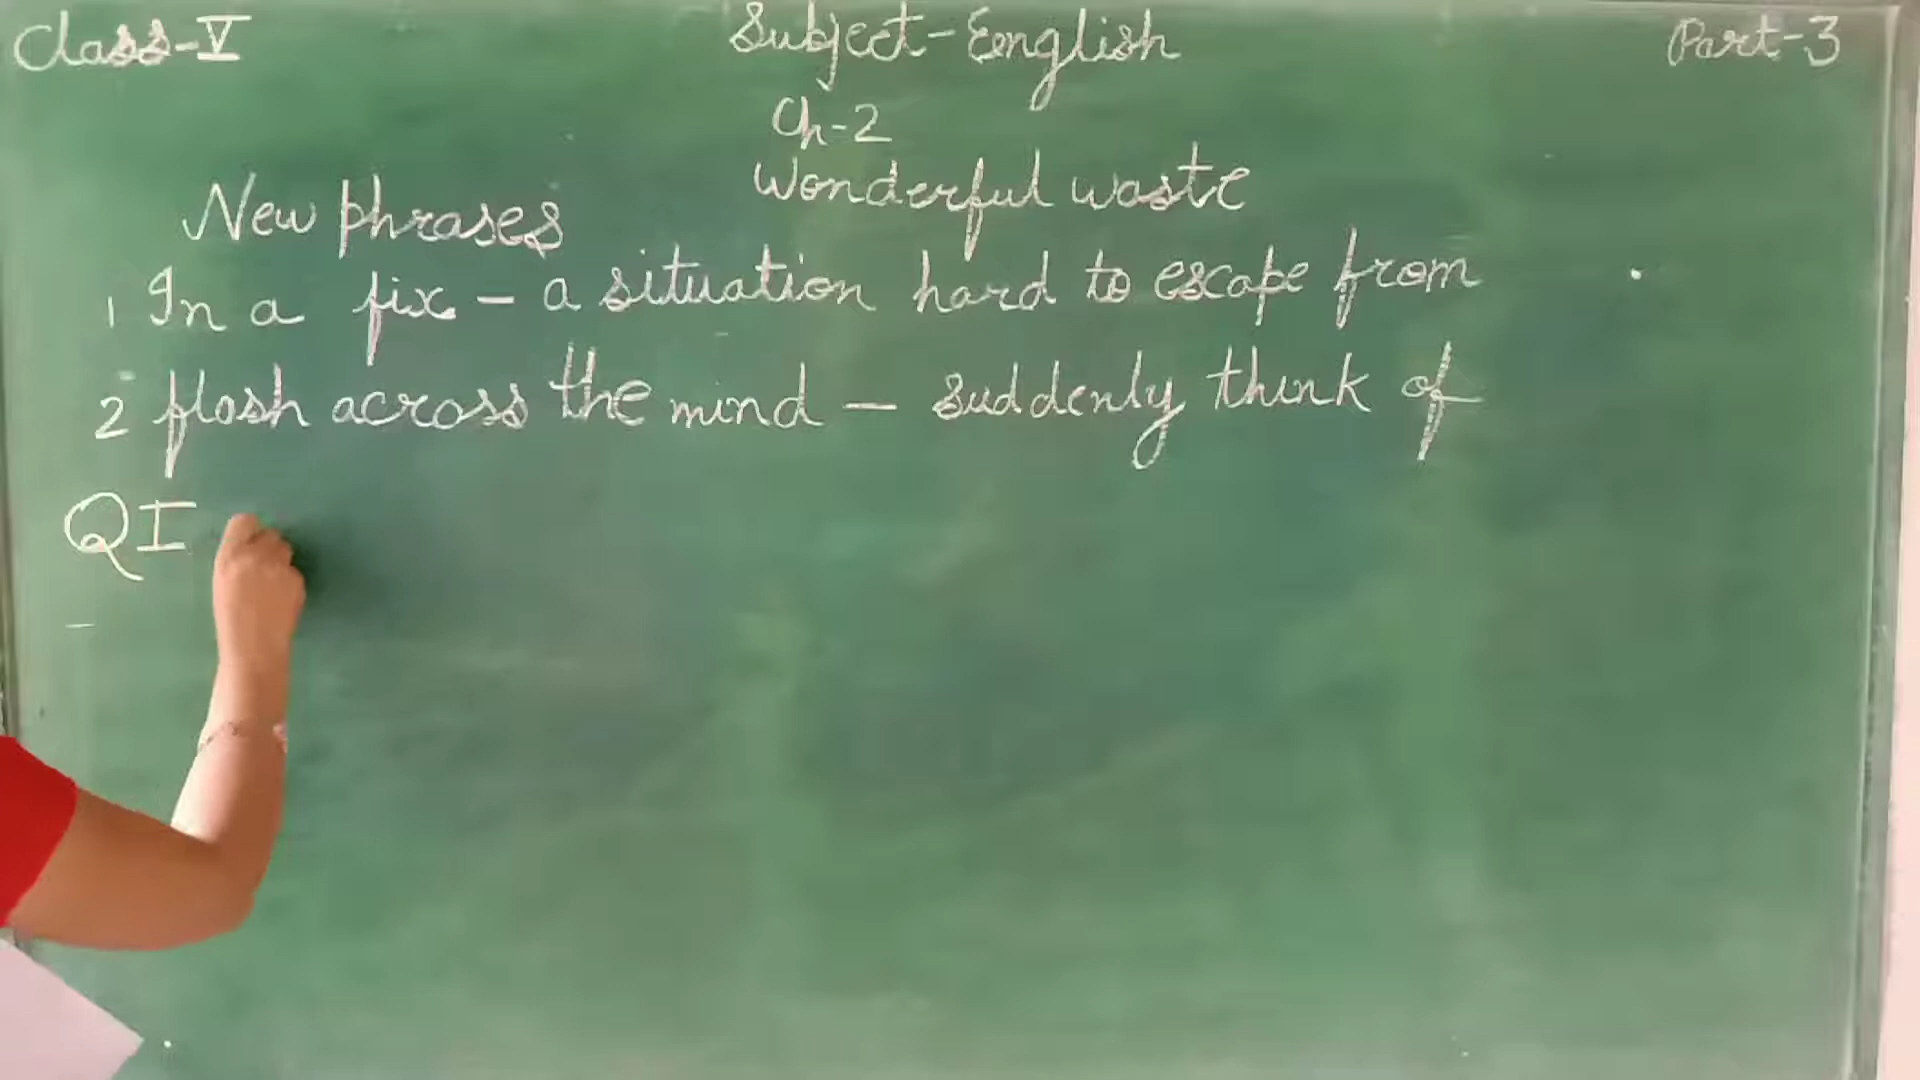 Class-V Subject-English Part-3
Ch-2
Wonderful waste
New phrases
1 In a fix - a situation hard to escape from
2 flash across the mind - suddenly think of
QI